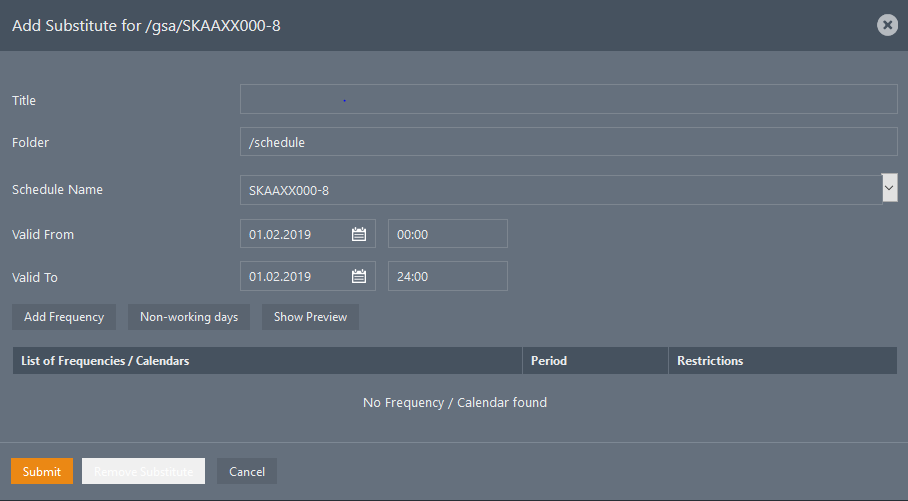 Add Substitute for /gsa/SKAAXX000-8
Title
Folder /schedule
Schedule Name SKAAXX000-8
Valid From 01.02.2019 00:00
Valid To 01.02.2019 24:00
Add Frequency Non-working days Show Preview
List of Frequencies / Calendars Period Restrictions
No Frequency / Calendar found
Submit Remove Substitute Cancel